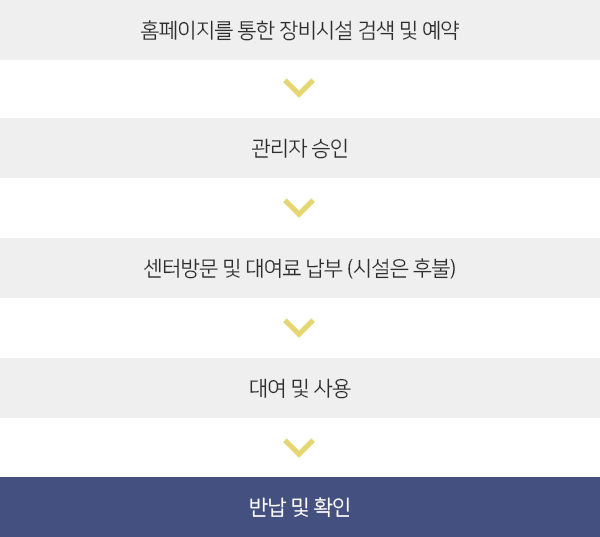 홈페이지를 통한 장비시설 검색 및 예약
관리자 승인
센터방문 및 대여료 납부 (시설은 후불)
대여 및 사용
반납 및 확인